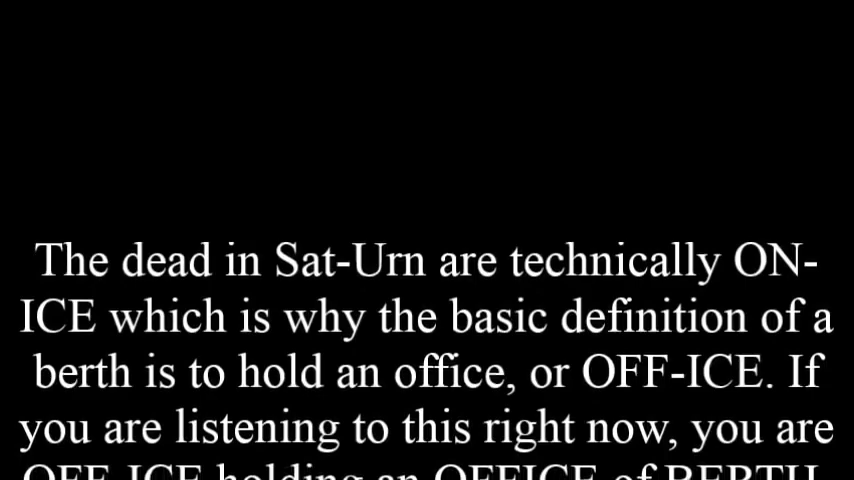 The dead in Sat-Urn are technically ON-
ICE which is why the basic definition of a
berth is to hold an office, or OFF-ICE. If
you are listening to this right now, you are
OFF-ICE holding an OFFICE of BERTH.